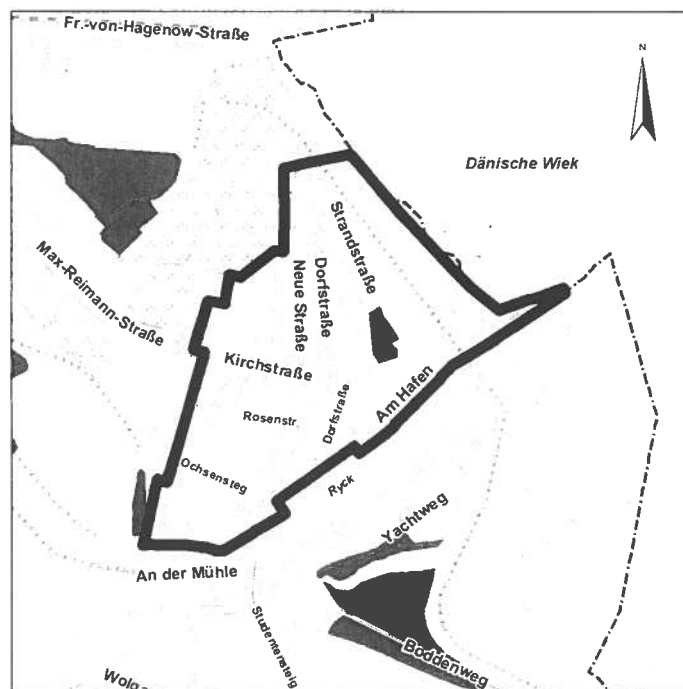 Fr.-von-Hagenow-Straße
N
Dänische Wiek
Max-Reimann-Straße
Strandstraße
Dorfstraße
Neue Straße
Kirchstraße
Am Hafen
Rosenstr.
Dorfstraße
Ochsensteg
Ryck
Yachtweg
An der Mühle
Studentensteig
Boddenweg